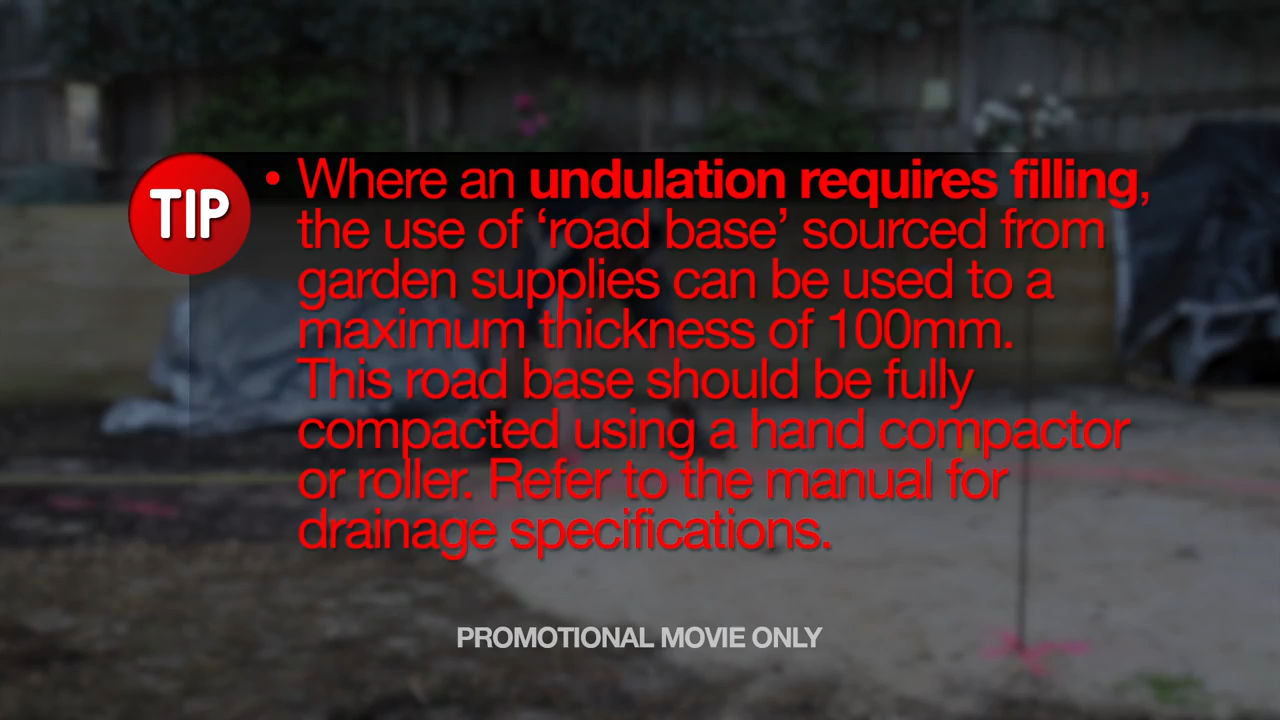 TIP
• Where an undulation requires filling,
the use of ‘road base’ sourced from
garden supplies can be used to a
maximum thickness of 100mm.
This road base should be fully
compacted using a hand compactor
or roller. Refer to the manual for
drainage specifications.
PROMOTIONAL MOVIE ONLY